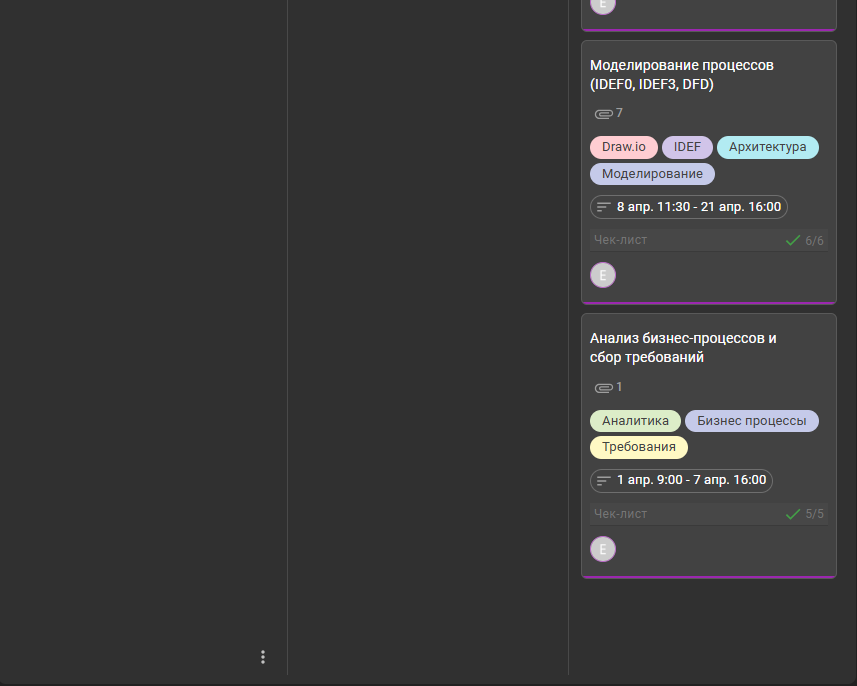 E
Моделирование процессов
(IDEF0, IDEF3, DFD)
7
Draw.io IDEF Архитектура
Моделирование
8 апр. 11:30 - 21 апр. 16:00
Чек-лист 6/6
E
Анализ бизнес-процессов и
сбор требований
1
Аналитика Бизнес процессы
Требования
1 апр. 9:00 - 7 апр. 16:00
Чек-лист 5/5
E